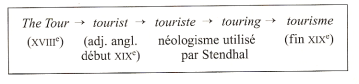 The Tour → tourist → touriste → touring → tourisme
(XVIIIᵉ) (adj. angl. néologisme utilisé (fin XIXᵉ)
début XIXᵉ) par Stendhal